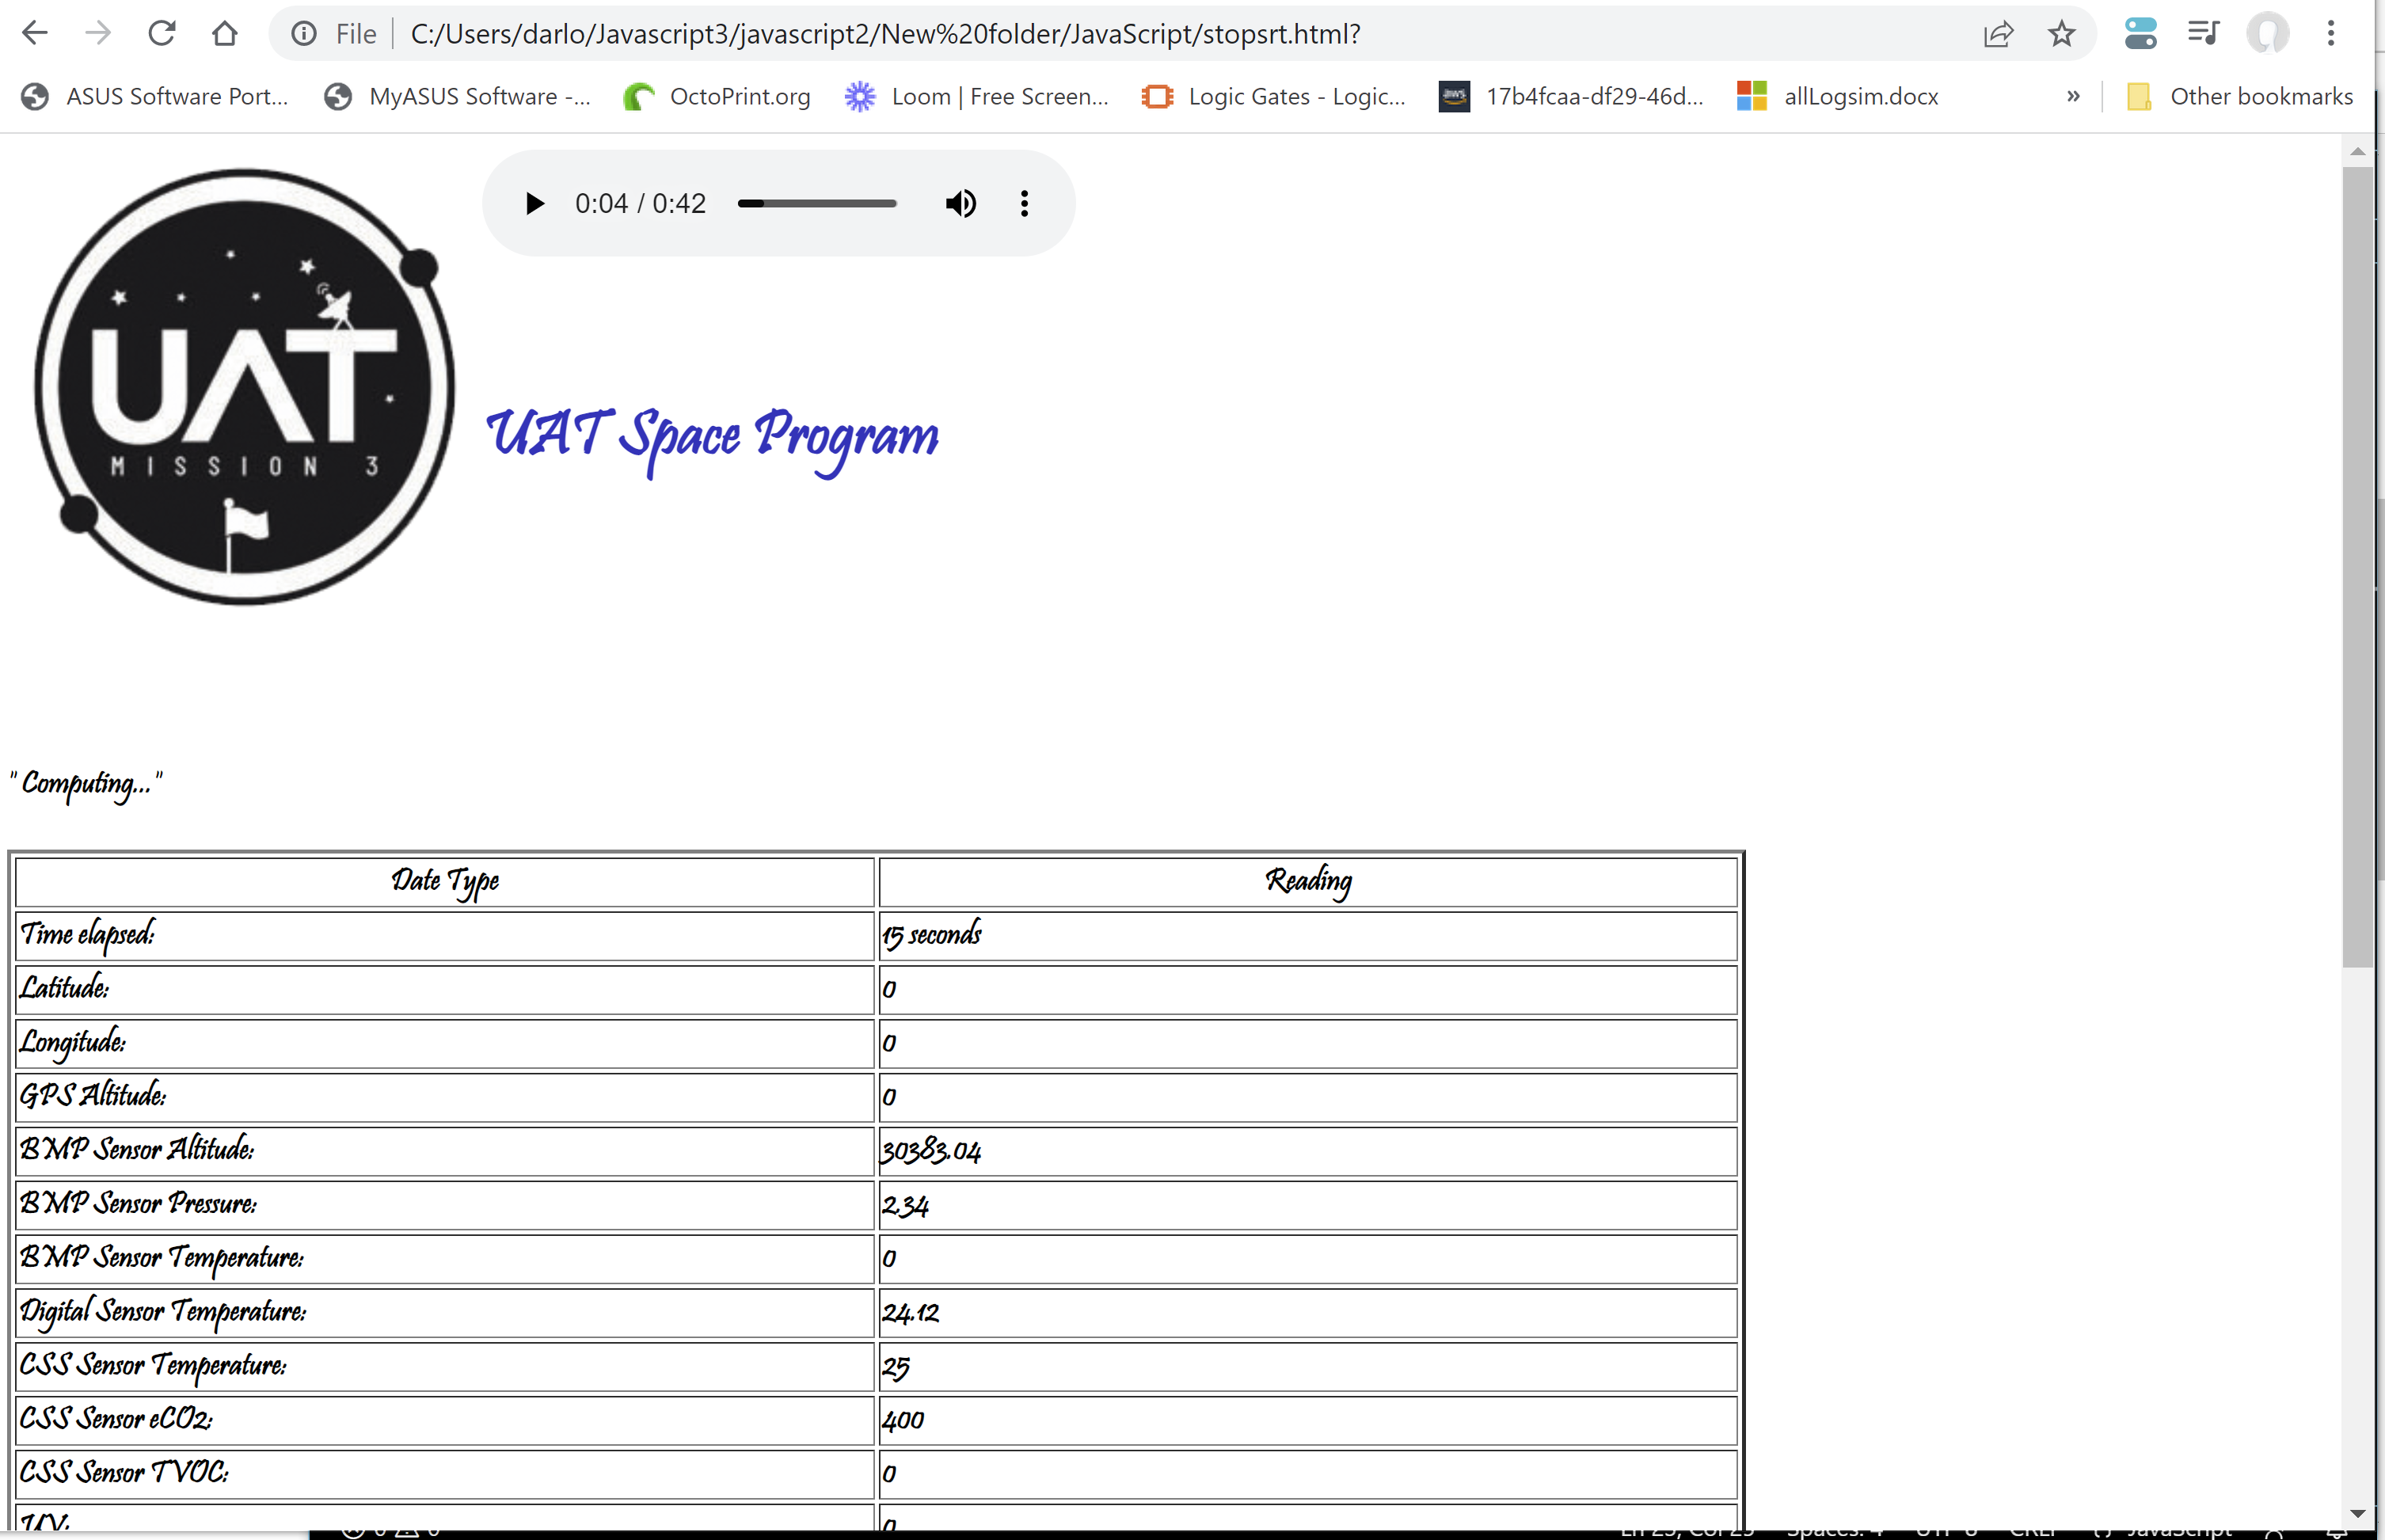 File C:/Users/darlo/Javascript3/javascript2/New%20folder/JavaScript/stopsrt.html?
ASUS Software Port... MyASUS Software -... OctoPrint.org Loom | Free Screen... Logic Gates - Logic... 17b4fcaa-df29-46d... allLogsim.docx » Other bookmarks
0:04 / 0:42
UAT
MISSION 3
UAT Space Program
" Computing..."
Date Type Reading
Time elapsed: 15 seconds
Latitude: 0
Longitude: 0
GPS Altitude: 0
BMP Sensor Altitude: 30383.04
BMP Sensor Pressure: 2.34
BMP Sensor Temperature: 0
Digital Sensor Temperature: 24.12
CSS Sensor Temperature: 25
CSS Sensor eCO2: 400
CSS Sensor TVOC: 0
UV: 0